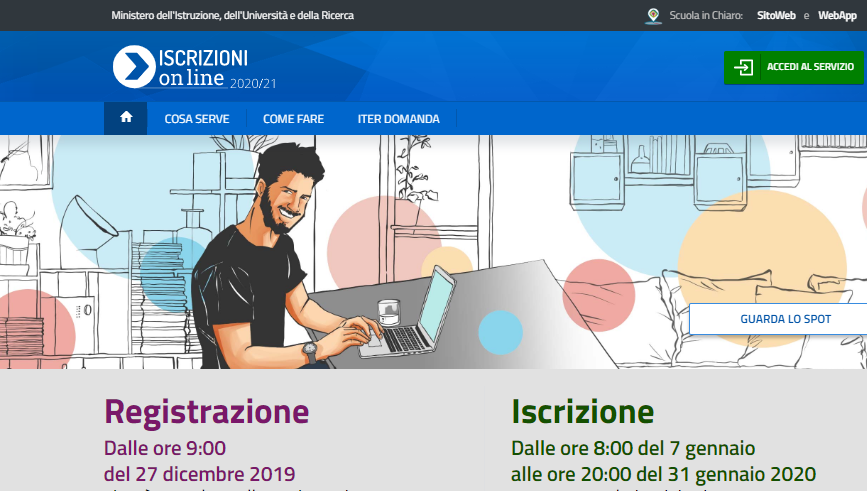 Ministero dell'Istruzione, dell'Università e della Ricerca
Scuola in Chiaro: SitoWeb e WebApp
ISCRIZIONI
on line 2020/21
ACCEDI AL SERVIZIO
COSA SERVE COME FARE ITER DOMANDA
GUARDA LO SPOT
Registrazione
Dalle ore 9:00
del 27 dicembre 2019
Iscrizione
Dalle ore 8:00 del 7 gennaio
alle ore 20:00 del 31 gennaio 2020